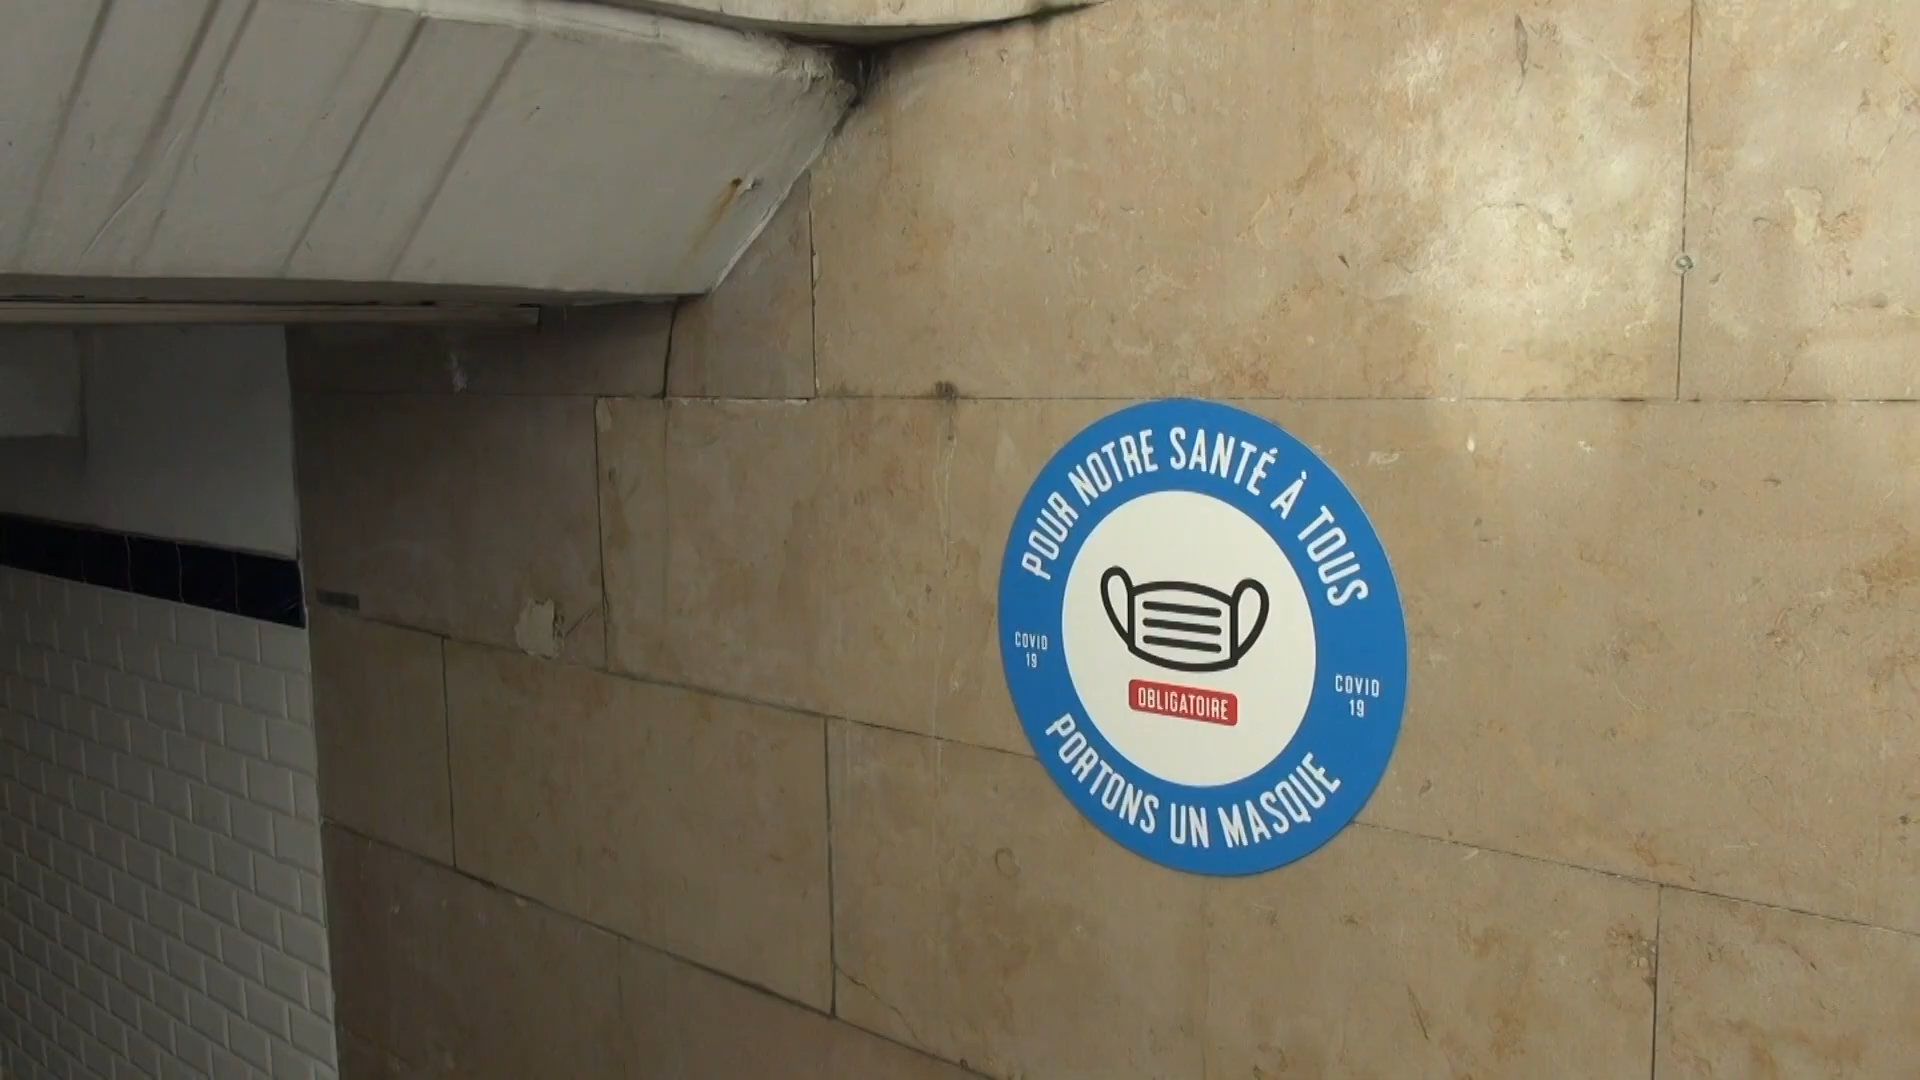 POUR NOTRE SANTÉ À TOUS
COVID
19
COVID
19
OBLIGATOIRE
PORTONS UN MASQUE